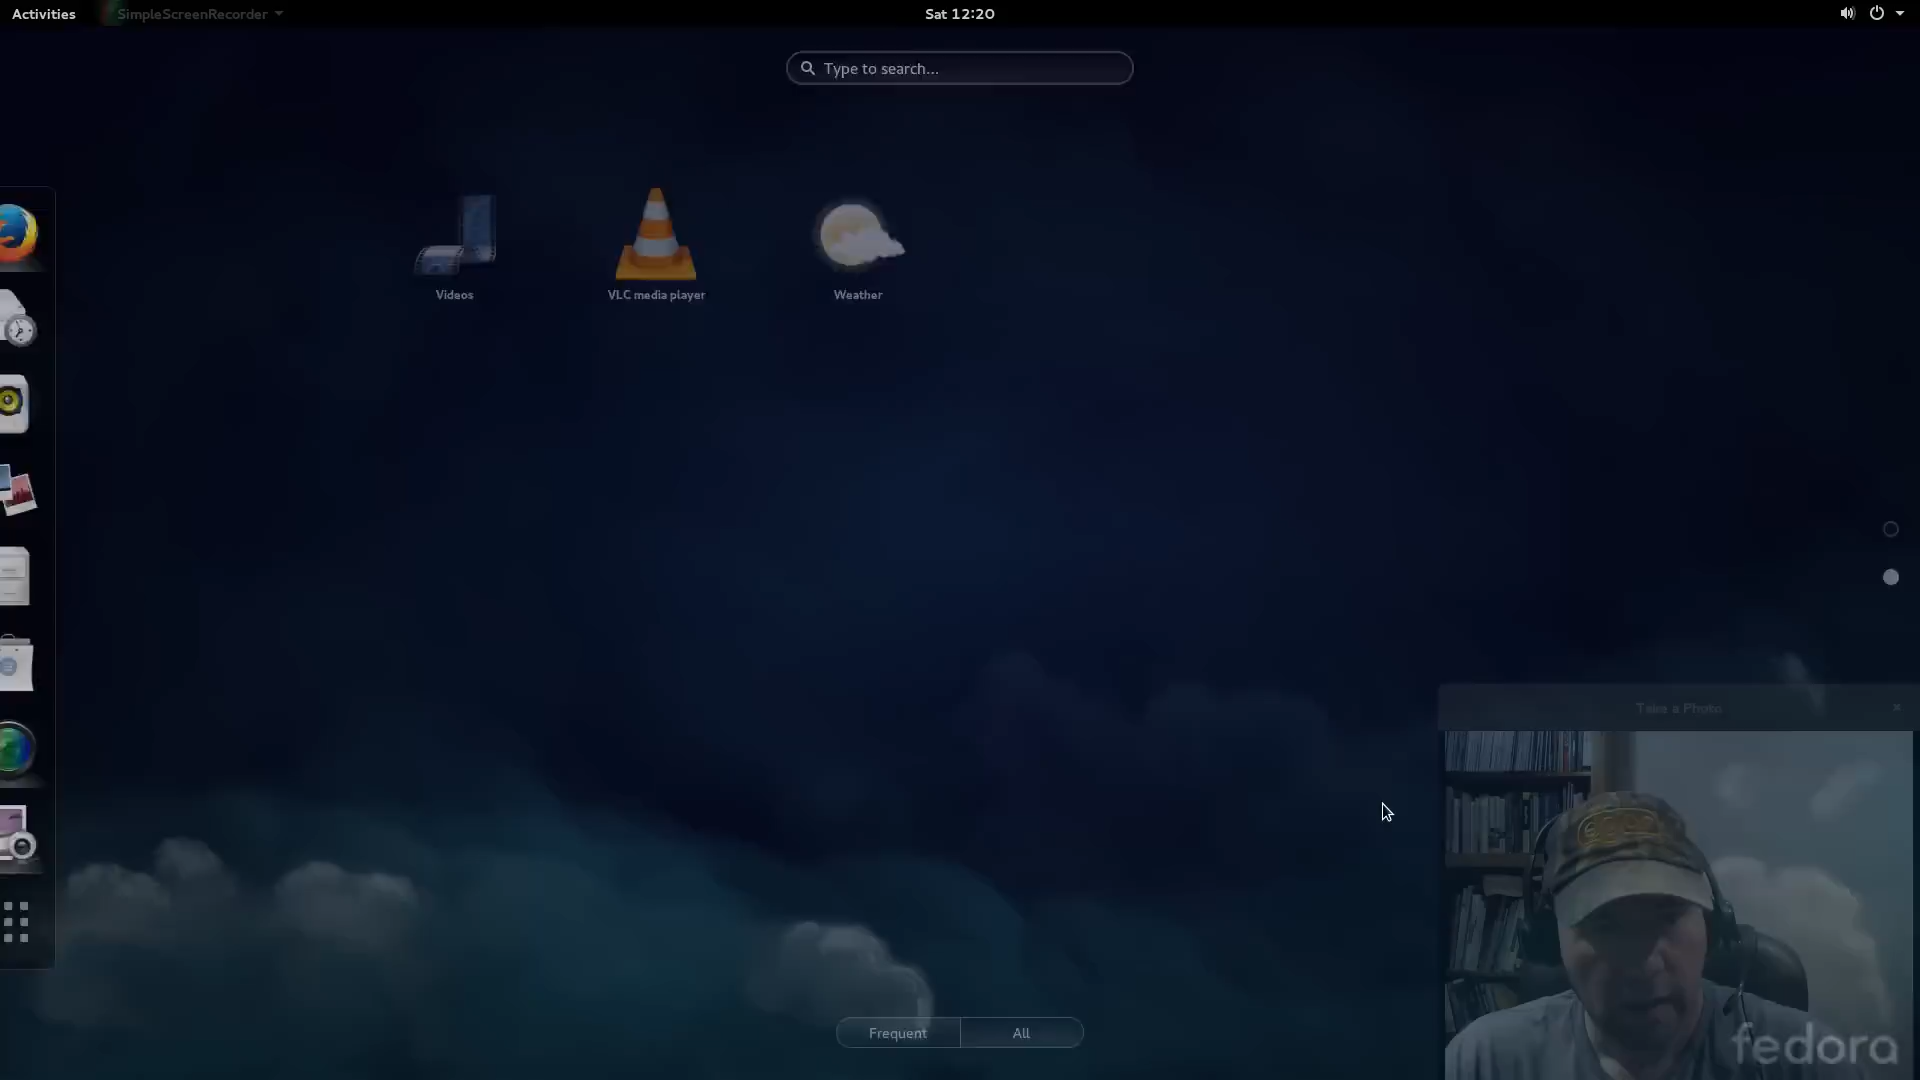 Activities SimpleScreenRecorder Sat 12:20
Type to search...
Videos VLC media player Weather
Take a Photo
Frequent All
fedora